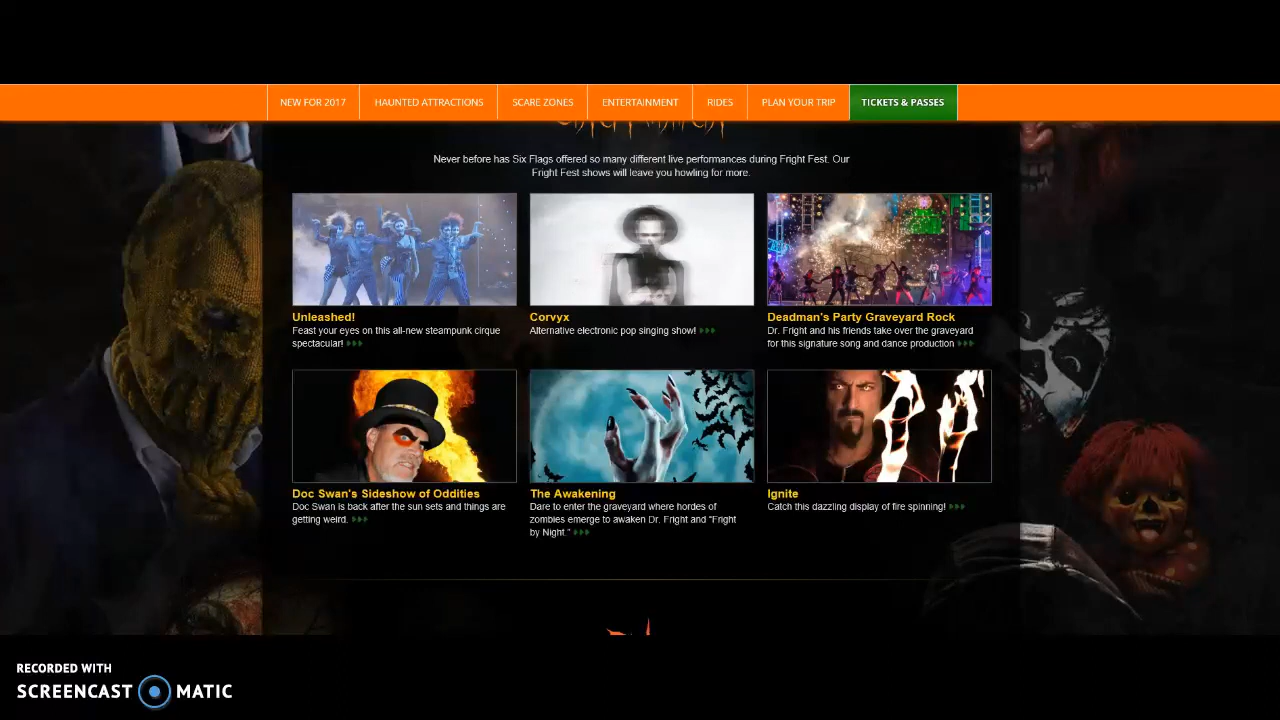 NEW FOR 2017 HAUNTED ATTRACTIONS SCARE ZONES ENTERTAINMENT RIDES PLAN YOUR TRIP TICKETS & PASSES
Never before has Six Flags offered so many different live performances during Fright Fest. Our
Fright Fest shows will leave you howling for more.
Unleashed!
Feast your eyes on this all-new steampunk cirque
spectacular!
Corvyx
Alternative electronic pop singing show!
Deadman's Party Graveyard Rock
Dr. Fright and his friends take over the graveyard
for this signature song and dance production
Doc Swan's Sideshow of Oddities
Doc Swan is back after the sun sets and things are
getting weird.
The Awakening
Dare to enter the graveyard where hordes of
zombies emerge to awaken Dr. Fright and "Fright
by Night."
Ignite
Catch this dazzling display of fire spinning!
RECORDED WITH
SCREENCAST MATIC